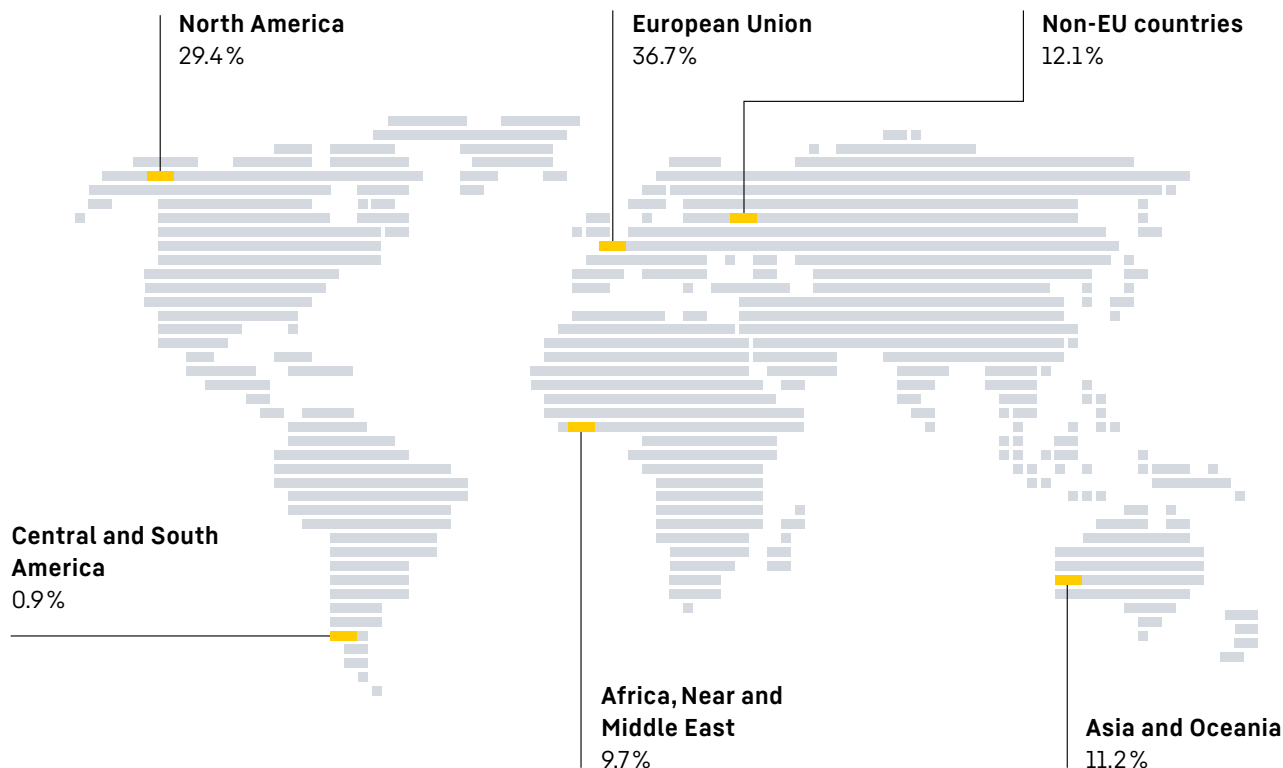 North America
29.4 %
European Union
36.7 %
Non-EU countries
12.1 %
Central and South
America
0.9 %
Africa, Near and
Middle East
9.7 %
Asia and Oceania
11.2 %